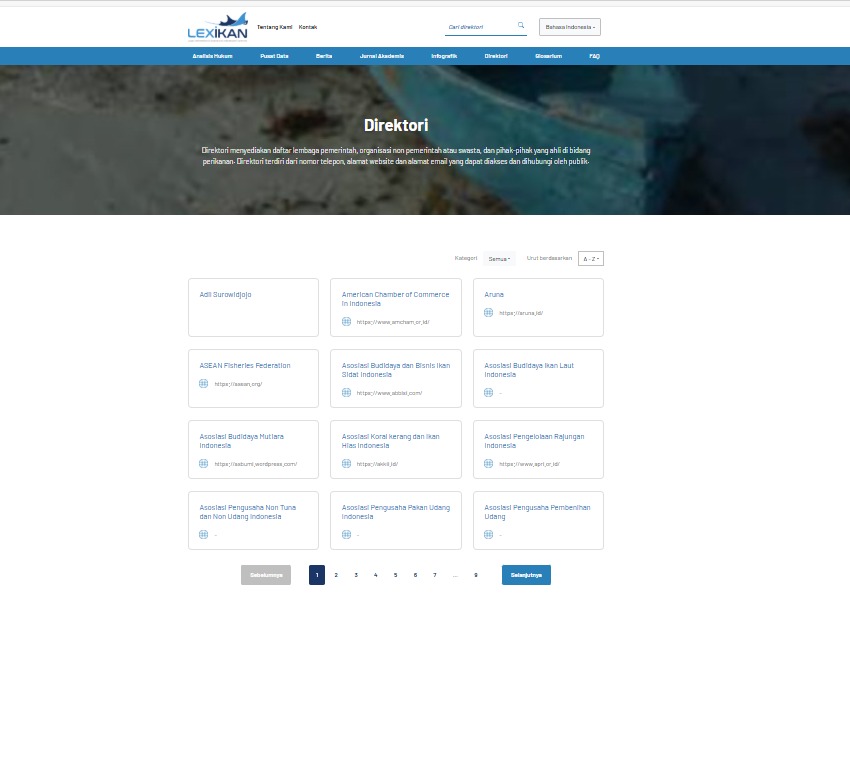 LEXIKAN
Tentang Kami Kontak
Cari direktori
Bahasa Indonesia
Analisis Hukum Pusat Data Berita Jurnal Akademis Infografik Direktori Glosarium FAQ
Direktori
Direktori menyediakan daftar lembaga pemerintah, organisasi non pemerintah atau swasta, dan pihak-pihak yang ahli di bidang
perikanan. Direktori terdiri dari nomor telepon, alamat website dan alamat email yang dapat diakses dan dihubungi oleh publik.
Kategori Semua Urut berdasarkan A - Z
Adli Surowidjojo
American Chamber of Commerce
in Indonesia
https://www.amcham.or.id/
Aruna
https://aruna.id/
ASEAN Fisheries Federation
https://asean.org/
Asosiasi Budidaya dan Bisnis Ikan
Sidat Indonesia
https://www.abbisi.com/
Asosiasi Budidaya Ikan Laut
Indonesia
-
Asosiasi Budidaya Mutiara
Indonesia
https://asbumi.wordpress.com/
Asosiasi Koral kerang dan Ikan
Hias Indonesia
https://akkii.id/
Asosiasi Pengelolaan Rajungan
Indonesia
https://www.apri.or.id/
Asosiasi Pengusaha Non Tuna
dan Non Udang Indonesia
-
Asosiasi Pengusaha Pakan Udang
Indonesia
-
Asosiasi Pengusaha Pembenihan
Udang
-
Sebelumnya 1 2 3 4 5 6 7 ... 9 Selanjutnya